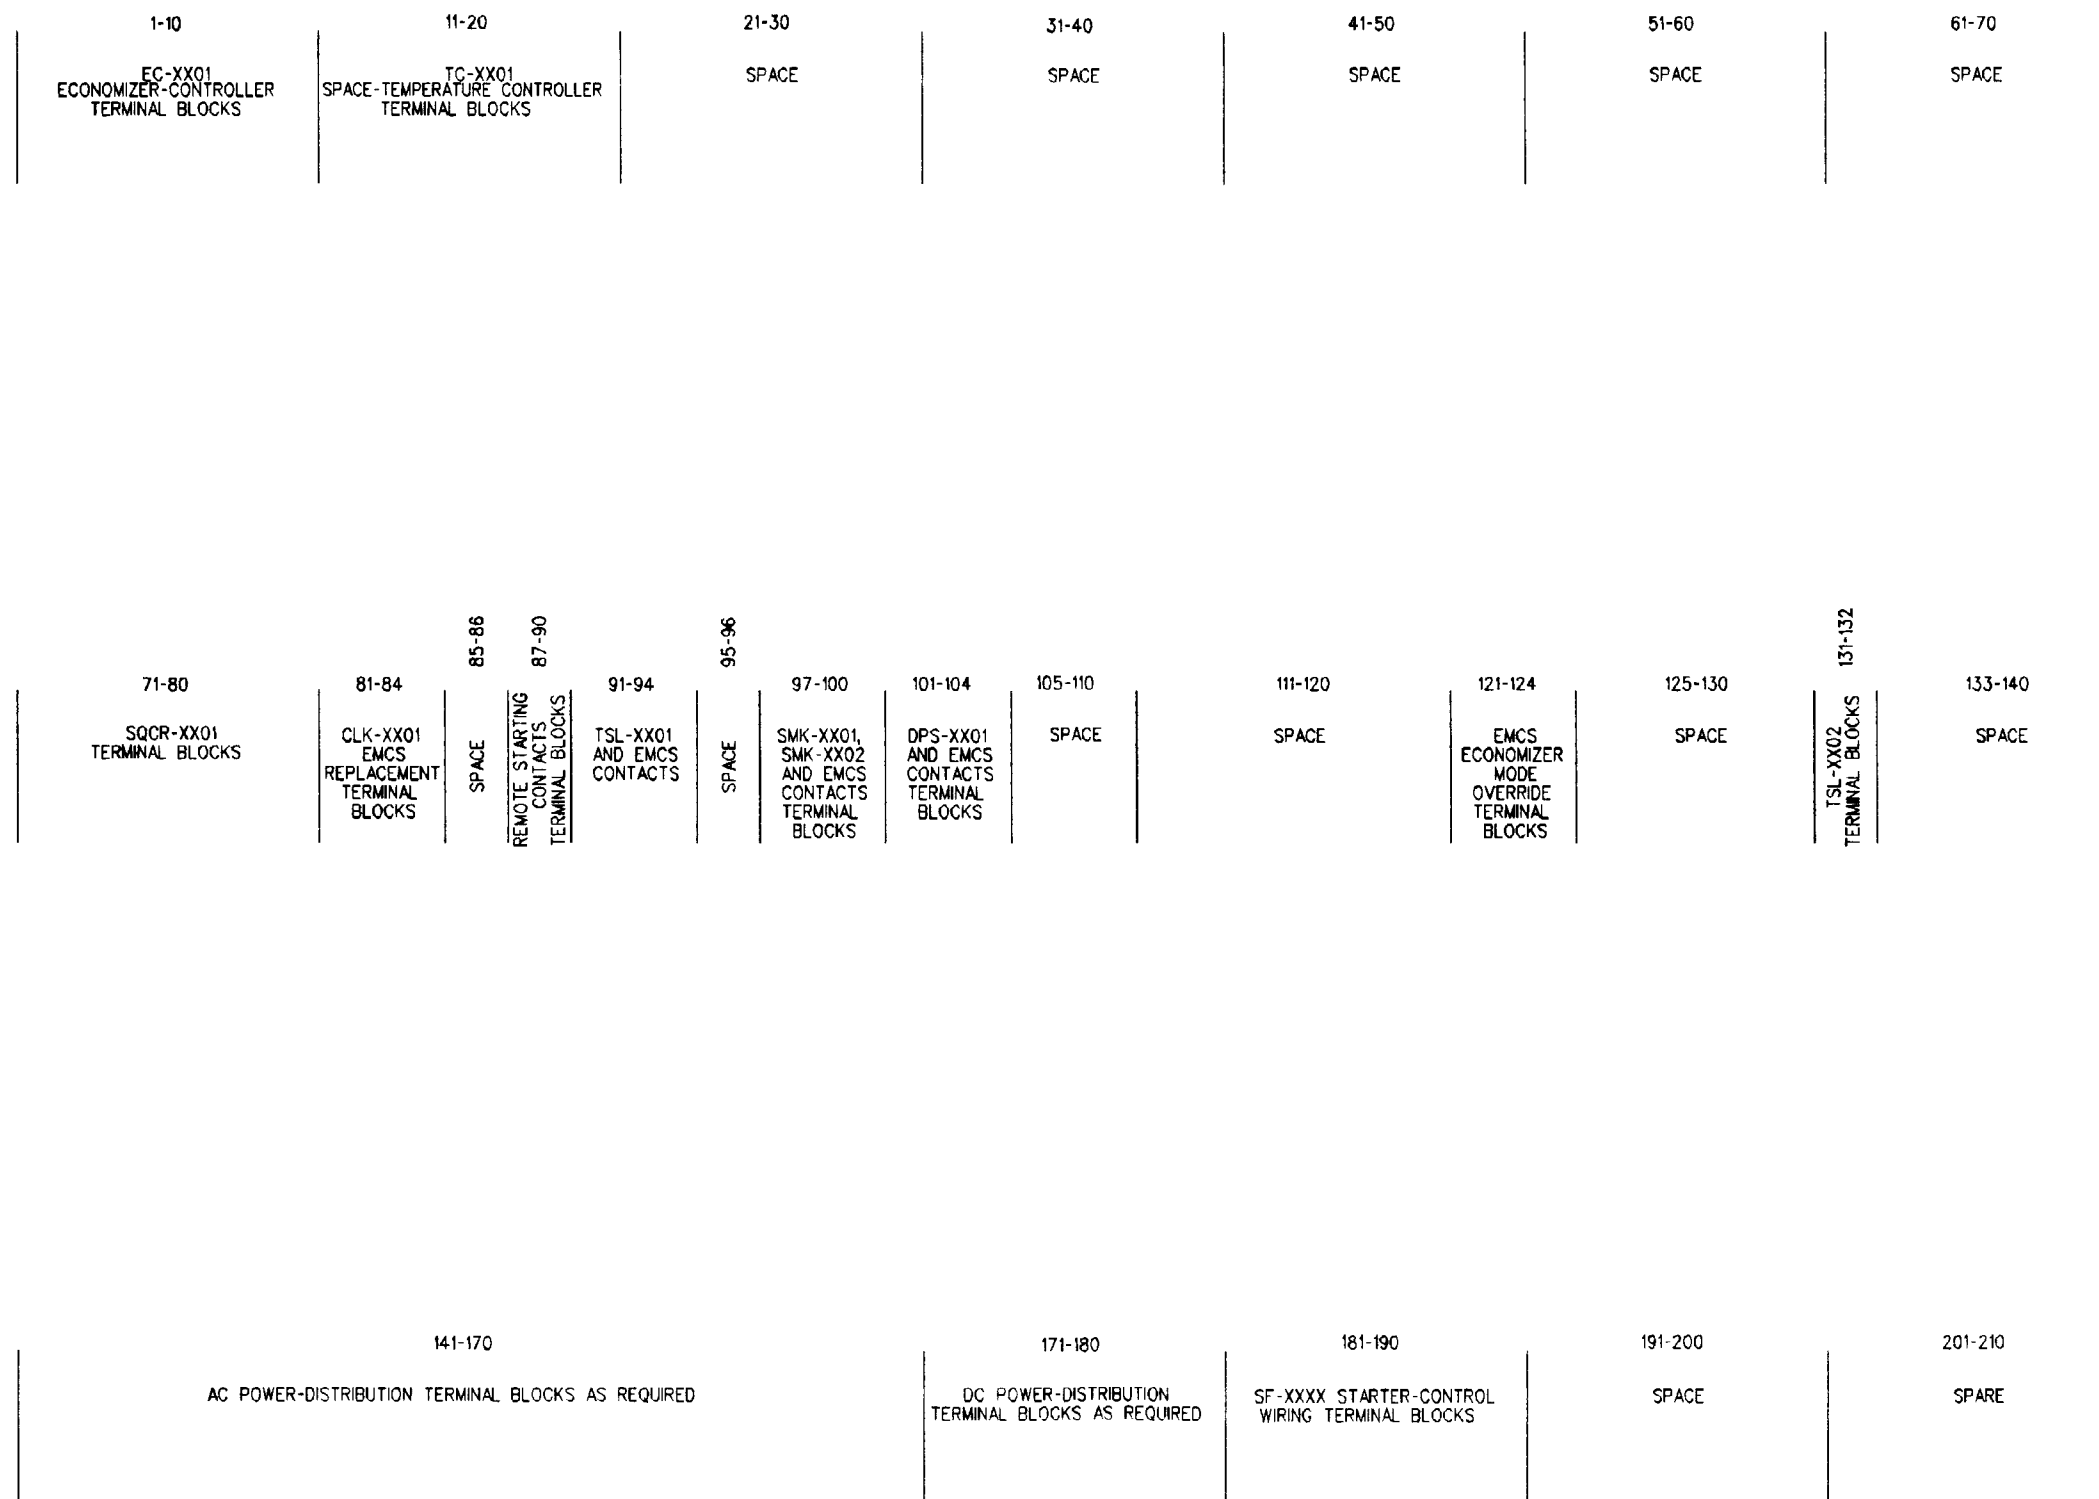 1-10
EC-XX01
ECONOMIZER-CONTROLLER
TERMINAL BLOCKS
11-20
TC-XX01
SPACE-TEMPERATURE CONTROLLER
TERMINAL BLOCKS
21-30
SPACE
31-40
SPACE
41-50
SPACE
51-60
SPACE
61-70
SPACE
71-80
SQCR-XX01
TERMINAL BLOCKS
81-84
CLK-XX01
EMCS
REPLACEMENT
TERMINAL
BLOCKS
85-86
SPACE
87-90
REMOTE STARTING
CONTACTS
TERMINAL BLOCKS
91-94
TSL-XX01
AND EMCS
CONTACTS
95-96
SPACE
97-100
SMK-XX01,
SMK-XX02
AND EMCS
CONTACTS
TERMINAL
BLOCKS
101-104
DPS-XX01
AND EMCS
CONTACTS
TERMINAL
BLOCKS
105-110
SPACE
111-120
SPACE
121-124
EMCS
ECONOMIZER
MODE
OVERRIDE
TERMINAL
BLOCKS
125-130
SPACE
131-132
TSL-XX02
TERMINAL BLOCKS
133-140
SPACE
141-170
AC POWER-DISTRIBUTION TERMINAL BLOCKS AS REQUIRED
171-180
DC POWER-DISTRIBUTION
TERMINAL BLOCKS AS REQUIRED
181-190
SF-XXXX STARTER-CONTROL
WIRING TERMINAL BLOCKS
191-200
SPACE
201-210
SPARE